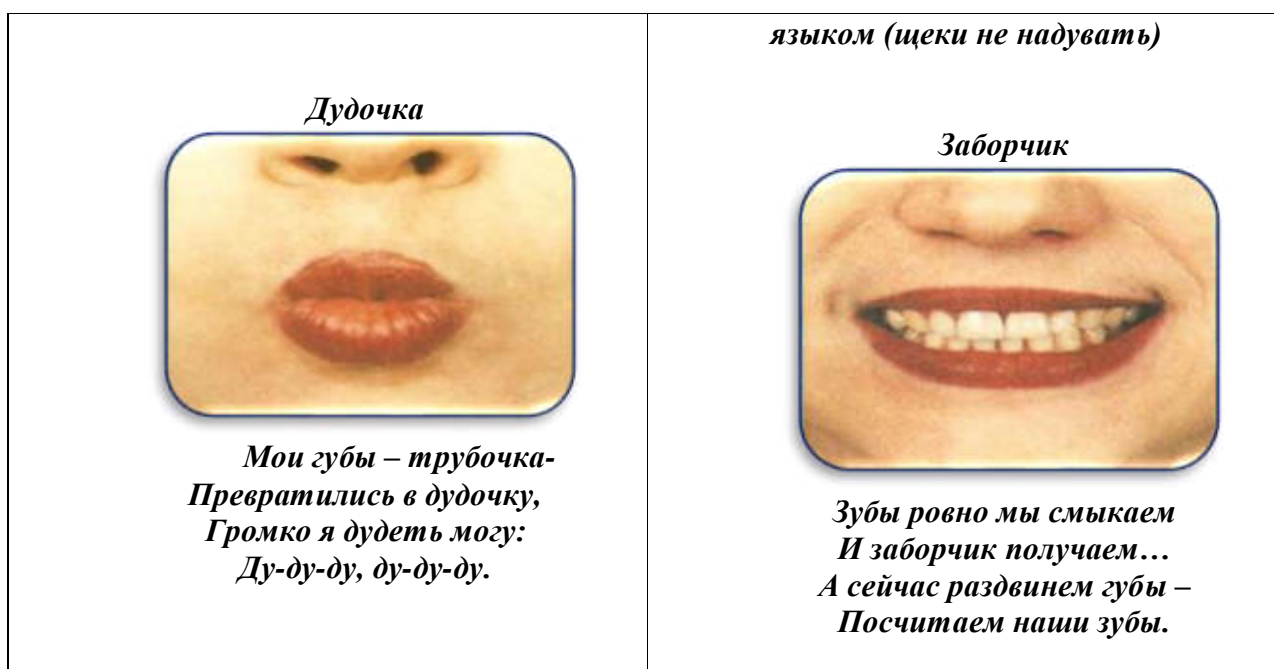 Дудочка
Мои губы – трубочка-
Превратились в дудочку,
Громко я дудеть могу:
Ду-ду-ду, ду-ду-ду.
языком (щеки не надувать)
Заборчик
Зубы ровно мы смыкаем
И заборчик получаем…
А сейчас раздвинем губы –
Посчитаем наши зубы.